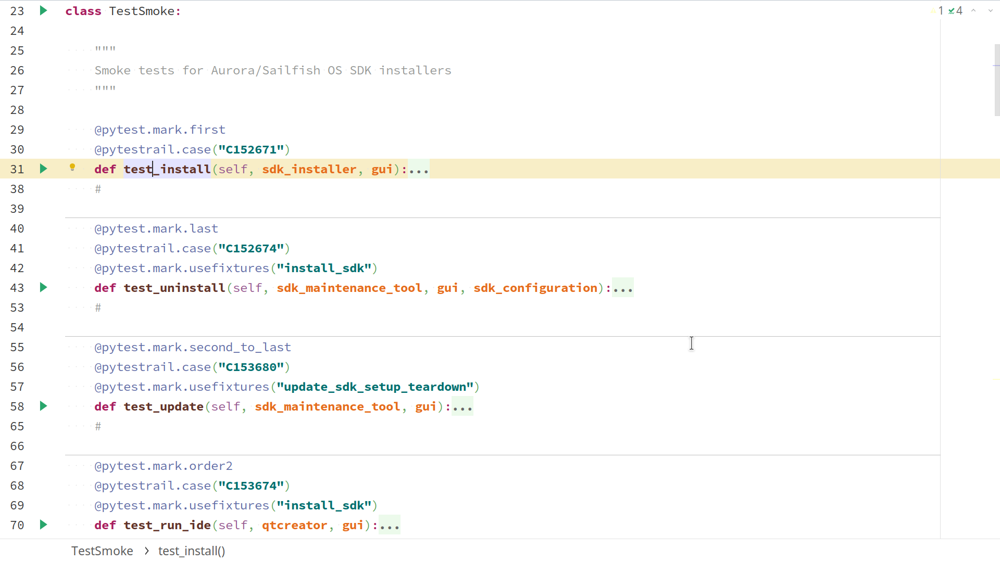 23 class TestSmoke: 1 4
24
25 """
26 Smoke tests for Aurora/Sailfish OS SDK installers
27 """
28
29 @pytest.mark.first
30 @pytestrail.case("C152671")
31 def test_install(self, sdk_installer, gui):...
38 #
39
40 @pytest.mark.last
41 @pytestrail.case("C152674")
42 @pytest.mark.usefixtures("install_sdk")
43 def test_uninstall(self, sdk_maintenance_tool, gui, sdk_configuration):...
53 #
54
55 @pytest.mark.second_to_last
56 @pytestrail.case("C153680")
57 @pytest.mark.usefixtures("update_sdk_setup_teardown")
58 def test_update(self, sdk_maintenance_tool, gui):...
65 #
66
67 @pytest.mark.order2
68 @pytestrail.case("C153674")
69 @pytest.mark.usefixtures("install_sdk")
70 def test_run_ide(self, qtcreator, gui):...
TestSmoke > test_install()